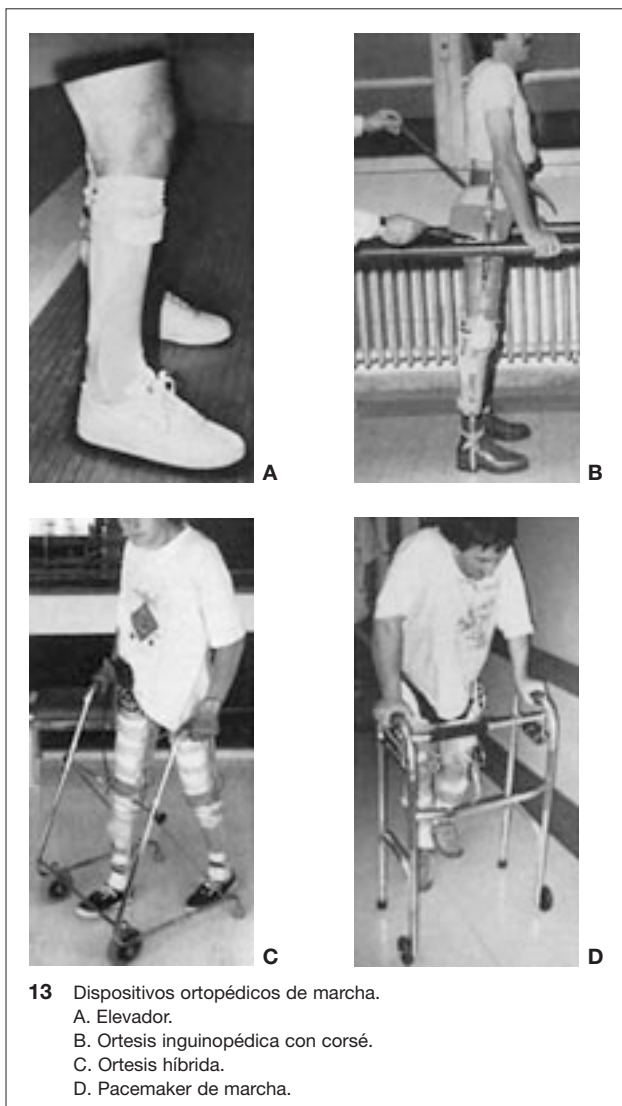 A
B
C
D
13 Dispositivos ortopédicos de marcha.
A. Elevador.
B. Ortesis inguinopédica con corsé.
C. Ortesis híbrida.
D. Pacemaker de marcha.